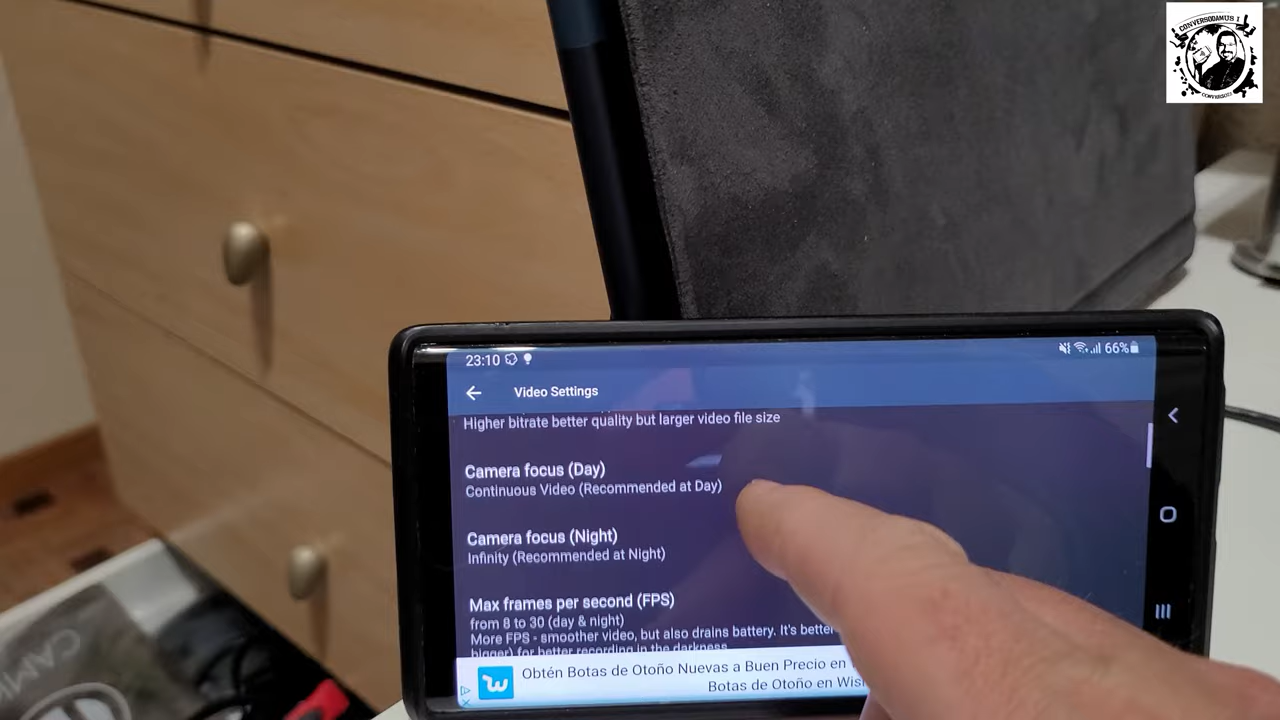 CONVERSODAMUS I
23:10
66%
Video Settings
Higher bitrate better quality but larger video file size
Camera focus (Day)
Continuous Video (Recommended at Day)
Camera focus (Night)
Infinity (Recommended at Night)
Max frames per second (FPS)
from 8 to 30 (day & night)
More FPS - smoother video, but also drains battery. It's better
bigger) for better recording in the darkness
Obtén Botas de Otoño Nuevas a Buen Precio en
Botas de Otoño en Wish